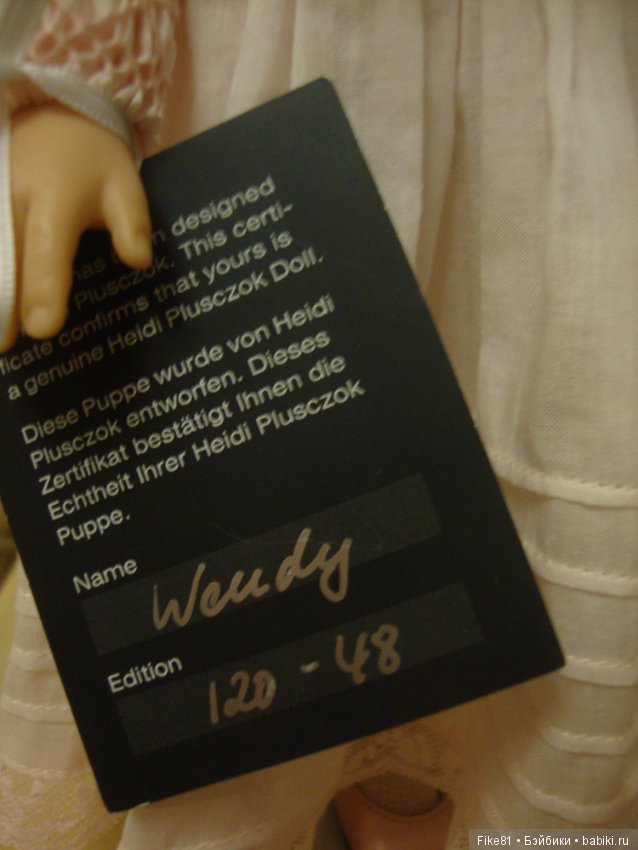 has been designed
Plusczok. This certi-
ficate confirms that yours is
a genuine Heidi Plusczok Doll.
Diese Puppe wurde von Heidi
Plusczok entworfen. Dieses
Zertifikat bestätigt Ihnen die
Echtheit Ihrer Heidi Plusczok
Puppe.
Name
Wendy
Edition
120 - 48
Fike81 • Бэйбики • babiki.ru